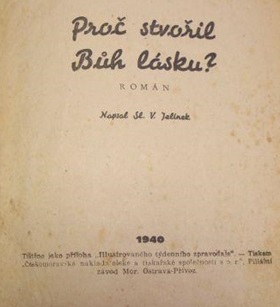 Proč stvořil
Bůh lásku?
ROMÁN
Napsal Sl. V. Jelínek
1940
Tištěno jako příloha „Illustrovaného týdenního zpravodaje". — Tiskem
„Českomoravské nakladatelské a tiskařské společnosti s s r", Filiální
závod Mor. Ostrava-Přívoz.